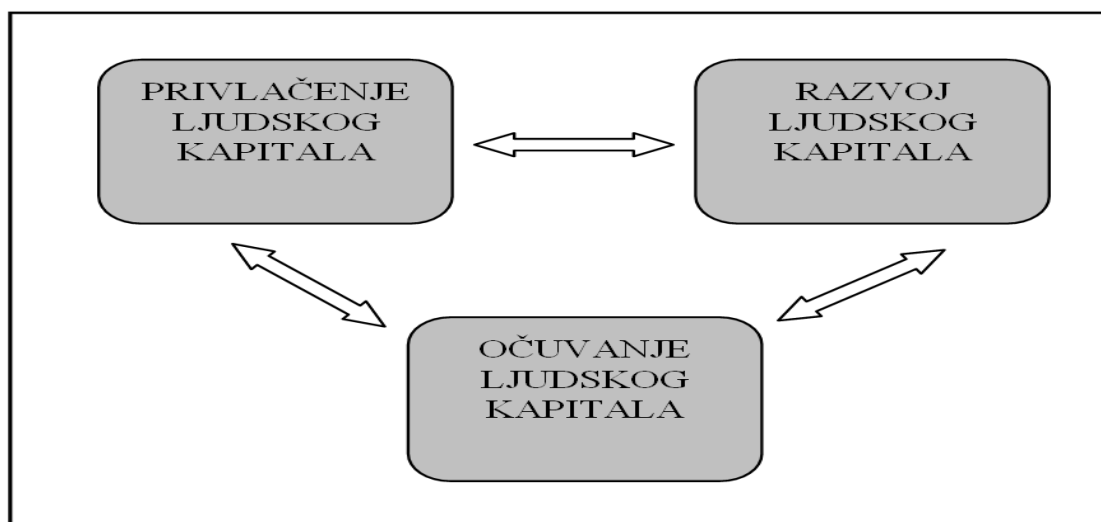 PRIVLAČENJE
LJUDSKOG
KAPITALA
RAZVOJ
LJUDSKOG
KAPITALA
OČUVANJE
LJUDSKOG
KAPITALA